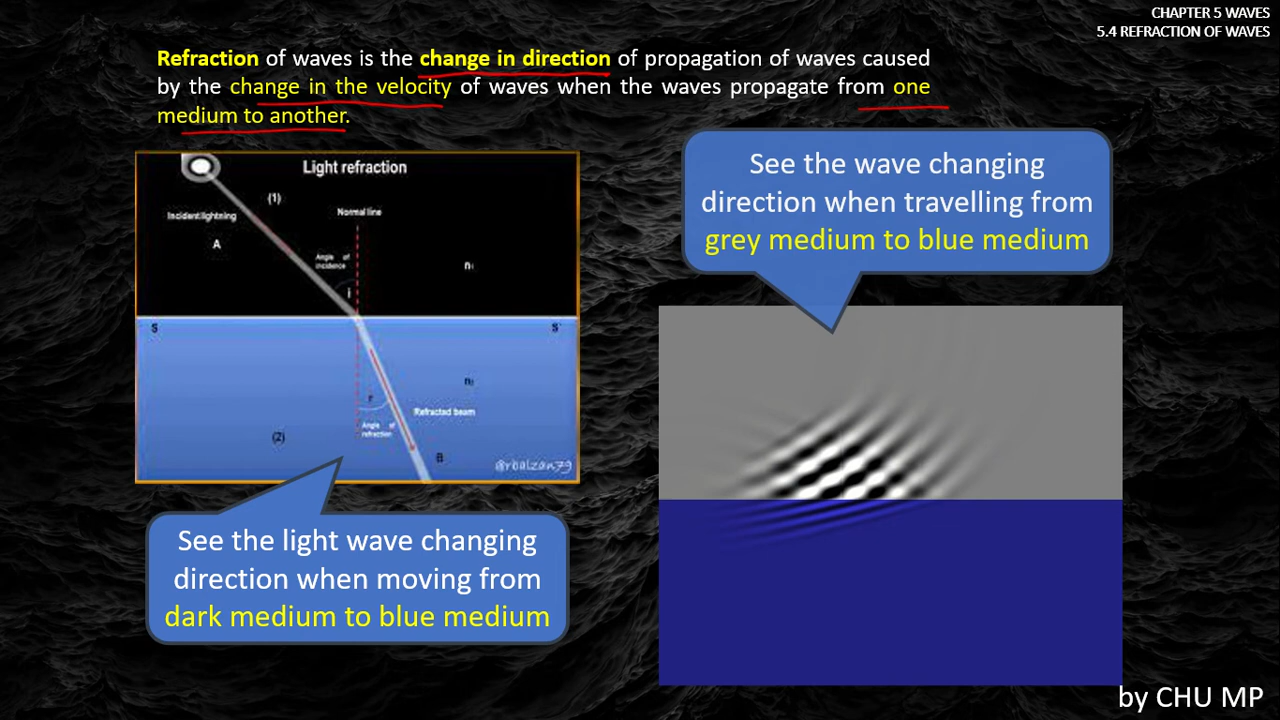 CHAPTER 5 WAVES
5.4 REFRACTION OF WAVES
Refraction of waves is the change in direction of propagation of waves caused
by the change in the velocity of waves when the waves propagate from one
medium to another.
Light refraction
(1)
Incident lightning
Normal line
A
Angle of
incidence
n₁
i
S
S'
n₂
r
Refracted beam
Angle of
refraction
(2)
B
@rbalzan79
See the wave changing
direction when travelling from
grey medium to blue medium
See the light wave changing
direction when moving from
dark medium to blue medium
by CHU MP